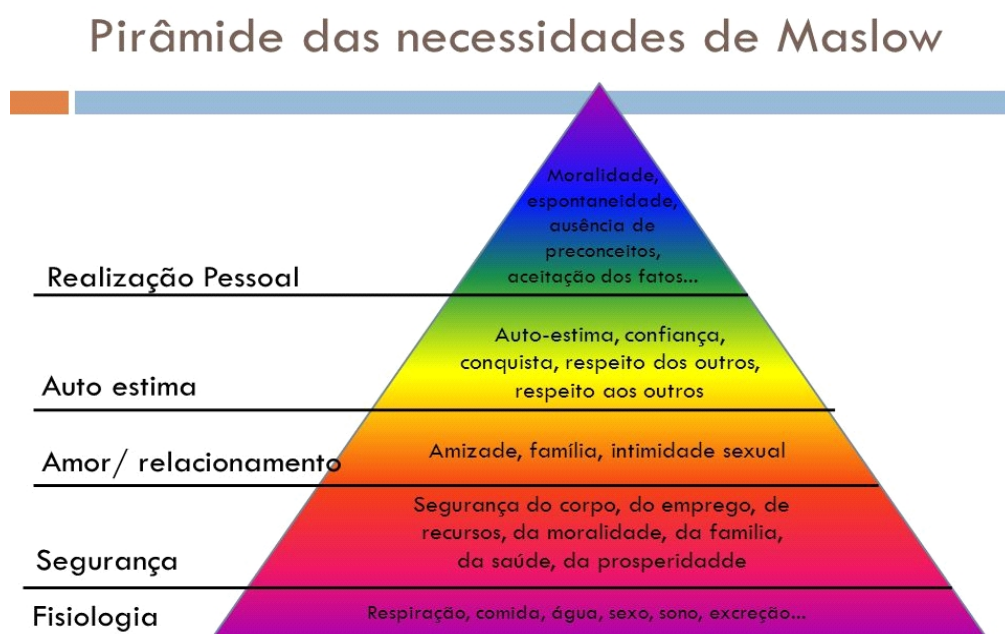 Pirâmide das necessidades de Maslow
Moralidade,
espontaneidade,
ausência de
preconceitos,
aceitação dos fatos...
Realização Pessoal
Auto-estima, confiança,
conquista, respeito dos outros,
respeito aos outros
Auto estima
Amizade, família, intimidade sexual
Amor/ relacionamento
Segurança do corpo, do emprego, de
recursos, da moralidade, da familia,
da saúde, da prosperidadde
Segurança
Respiração, comida, água, sexo, sono, excreção...
Fisiologia